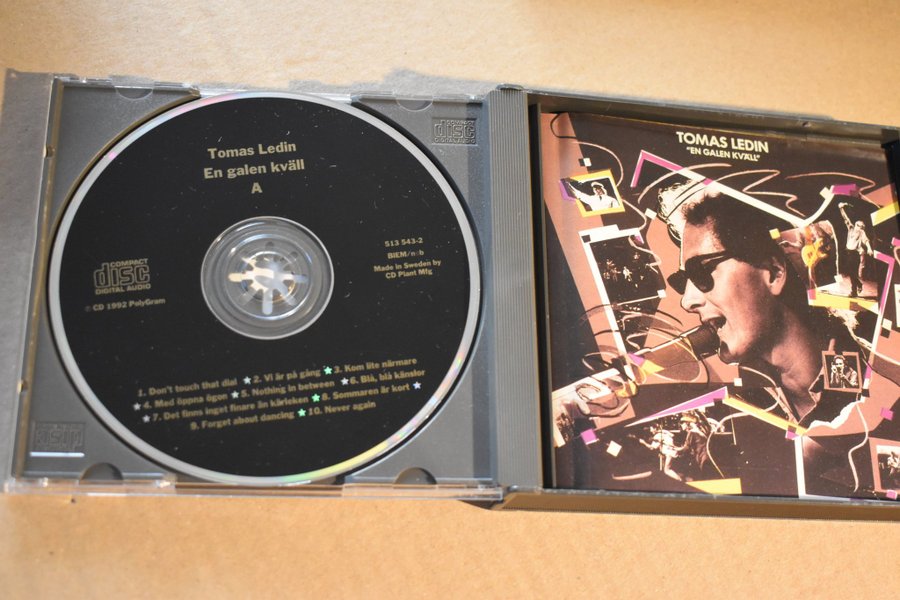 Tomas Ledin
En galen kväll
A
COMPACT
disc
DIGITAL AUDIO
Ⓟ CD 1992 PolyGram
513 543-2
BIEM/n©b
Made in Sweden by
CD Plant Mfg
1. Don't touch that dial ★ 2. Vi är på gång ★ 3. Kom lite närmare
★ 4. Med öppna ögon ★ 5. Nothing in between ★ 6. Blå, blå känslor
★ 7. Det finns inget finare än kärleken ★ 8. Sommaren är kort ★
9. Forget about dancing ★ 10. Never again
COMPACT
disc
DIGITAL AUDIO
TOMAS LEDIN
"EN GALEN KVÄLL"